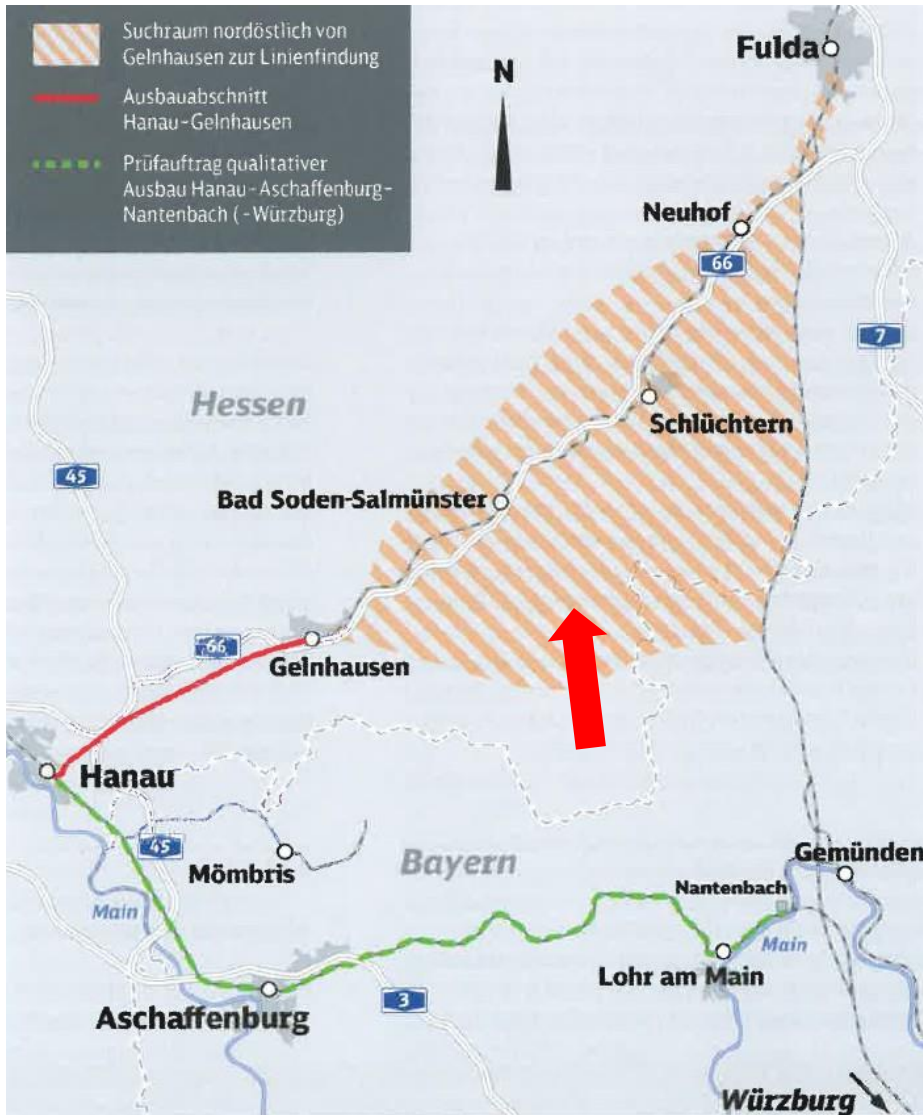 Suchraum nordöstlich von
Gelnhausen zur Linienfindung
Ausbauabschnitt
Hanau-Gelnhausen
Prüfauftrag qualitativer
Ausbau Hanau-Aschaffenburg-
Nantenbach (-Würzburg)
N
Fulda
Neuhof
66
7
Hessen
Schlüchtern
45
Bad Soden-Salmünster
66
Gelnhausen
Hanau
45
Mömbris
Bayern
Gemünden
Nantenbach
Main
Main
Lohr am Main
Aschaffenburg
3
Würzburg